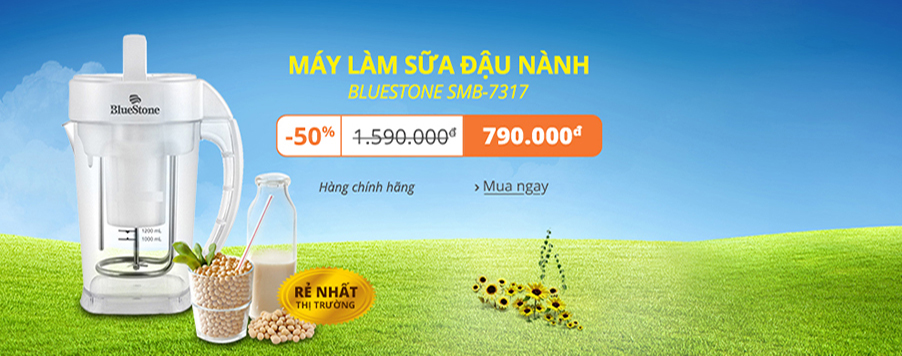 MÁY LÀM SỮA ĐẬU NÀNH
BLUESTONE SMB-7317
-50% 1.590.000đ 790.000đ
Hàng chính hãng › Mua ngay
BlueStone
1200 mL
1000 mL
RẺ NHẤT
THỊ TRƯỜNG